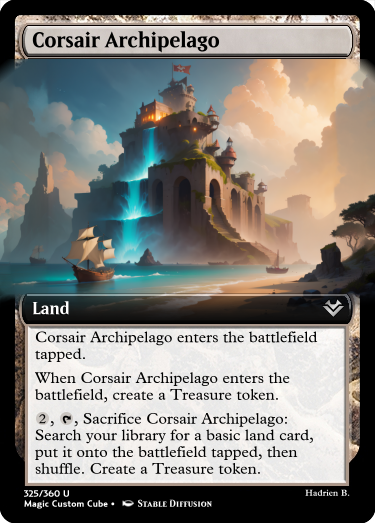 Corsair Archipelago
Land
Corsair Archipelago enters the battlefield
tapped.
When Corsair Archipelago enters the
battlefield, create a Treasure token.
2, T, Sacrifice Corsair Archipelago:
Search your library for a basic land card,
put it onto the battlefield tapped, then
shuffle. Create a Treasure token.
325/360 U
Hadrien B.
Magic Custom Cube • Stable Diffusion